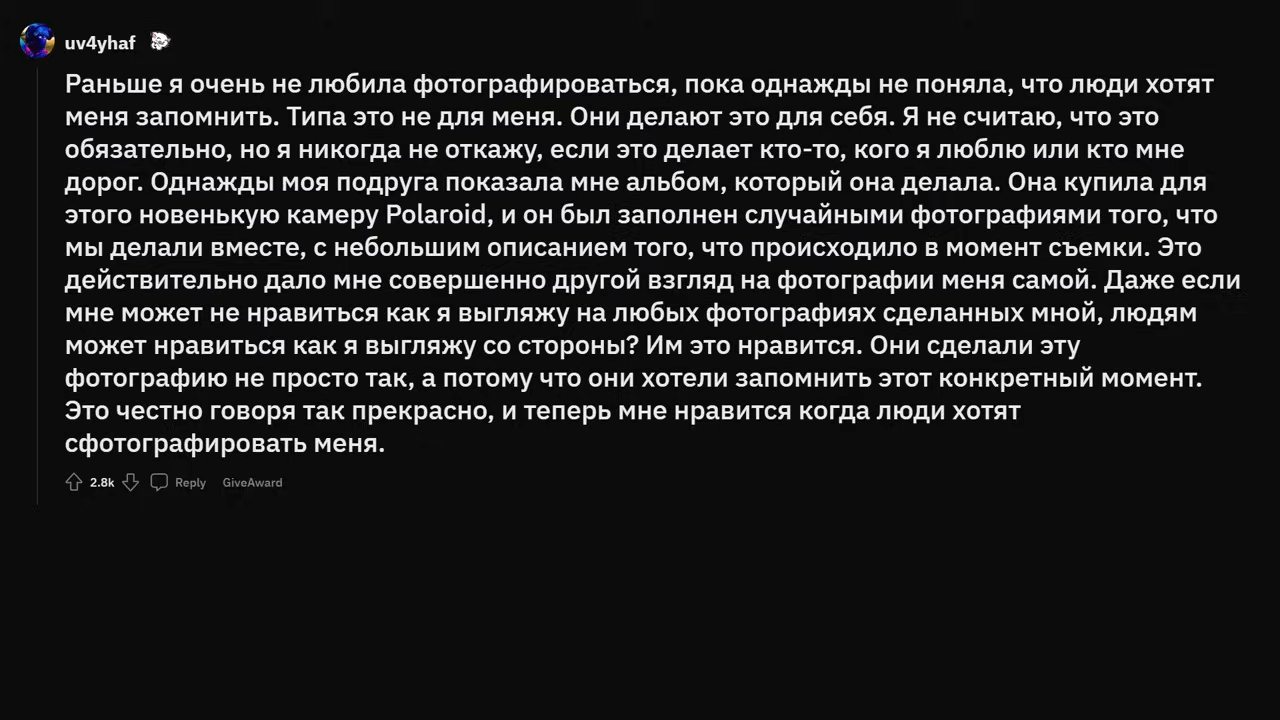 uv4yhaf
Раньше я очень не любила фотографироваться, пока однажды не поняла, что люди хотят
меня запомнить. Типа это не для меня. Они делают это для себя. Я не считаю, что это
обязательно, но я никогда не откажу, если это делает кто-то, кого я люблю или кто мне
дорог. Однажды моя подруга показала мне альбом, который она делала. Она купила для
этого новенькую камеру Polaroid, и он был заполнен случайными фотографиями того, что
мы делали вместе, с небольшим описанием того, что происходило в момент съемки. Это
действительно дало мне совершенно другой взгляд на фотографии меня самой. Даже если
мне может не нравиться как я выгляжу на любых фотографиях сделанных мной, людям
может нравиться как я выгляжу со стороны? Им это нравится. Они сделали эту
фотографию не просто так, а потому что они хотели запомнить этот конкретный момент.
Это честно говоря так прекрасно, и теперь мне нравится когда люди хотят
сфотографировать меня.
2.8k Reply GiveAward